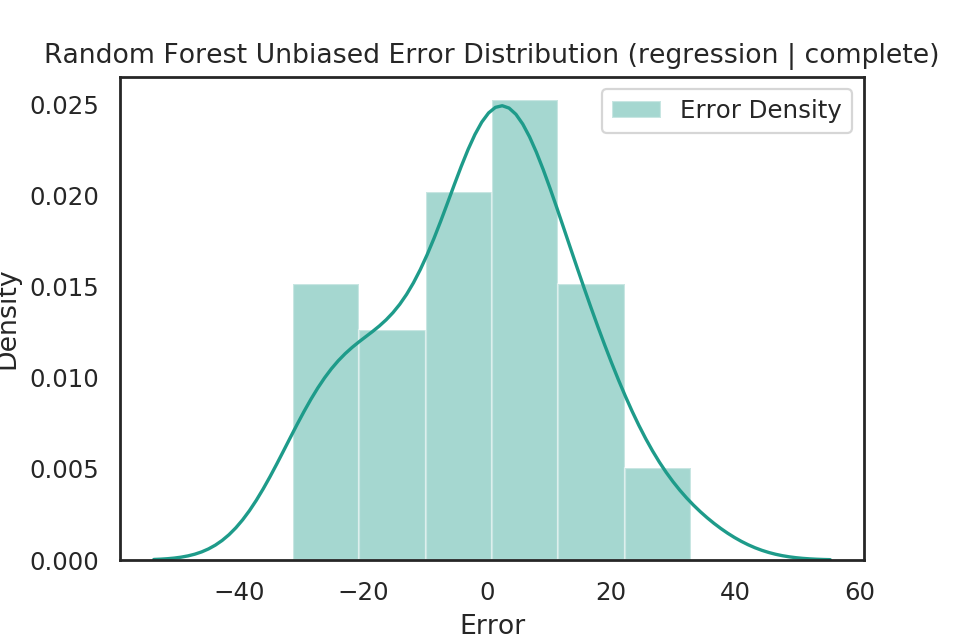 Random Forest Unbiased Error Distribution (regression | complete)
Error Density
Density
0.025
0.020
0.015
0.010
0.005
0.000
−40 −20 0 20 40 60
Error